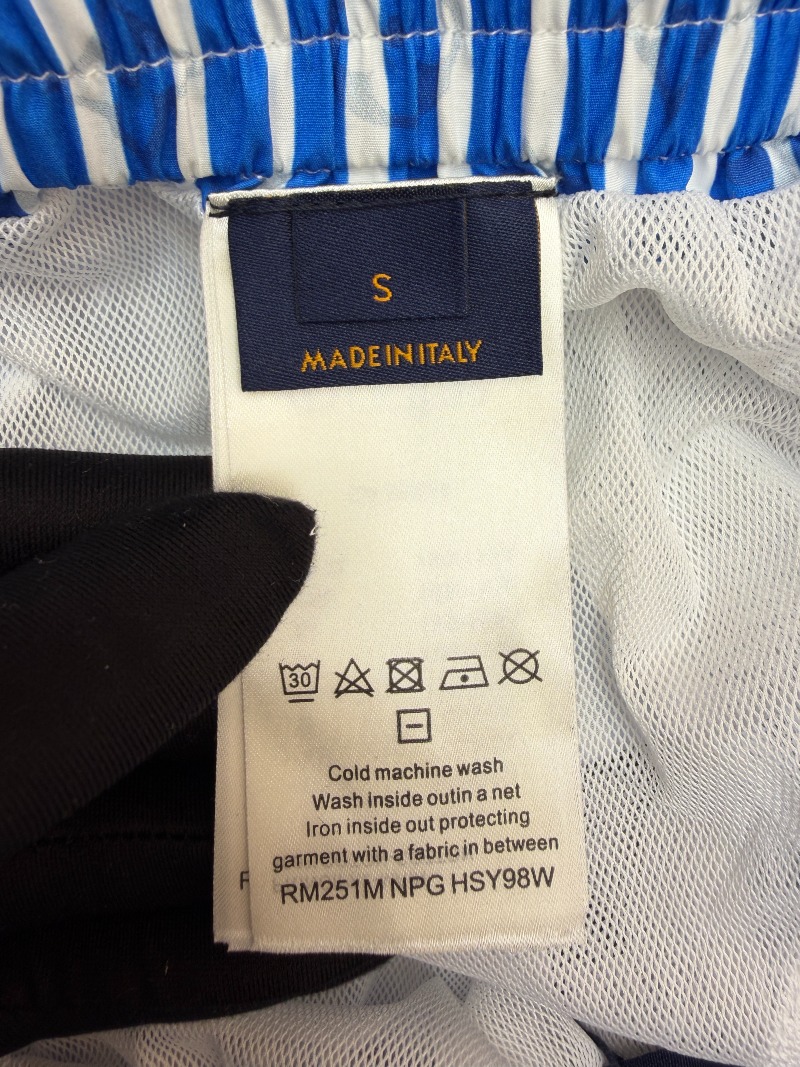 S
MADE IN ITALY
30
Cold machine wash
Wash inside outin a net
Iron inside out protecting
garment with a fabric in between
RM251M NPG HSY98W